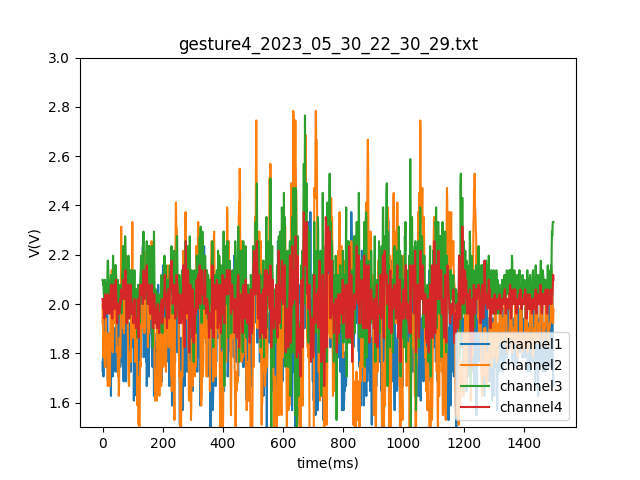 gesture4_2023_05_30_22_30_29.txt
3.0
2.8
2.6
2.4
2.2
2.0
1.8
1.6
V(V)
channel1
channel2
channel3
channel4
0 200 400 600 800 1000 1200 1400
time(ms)